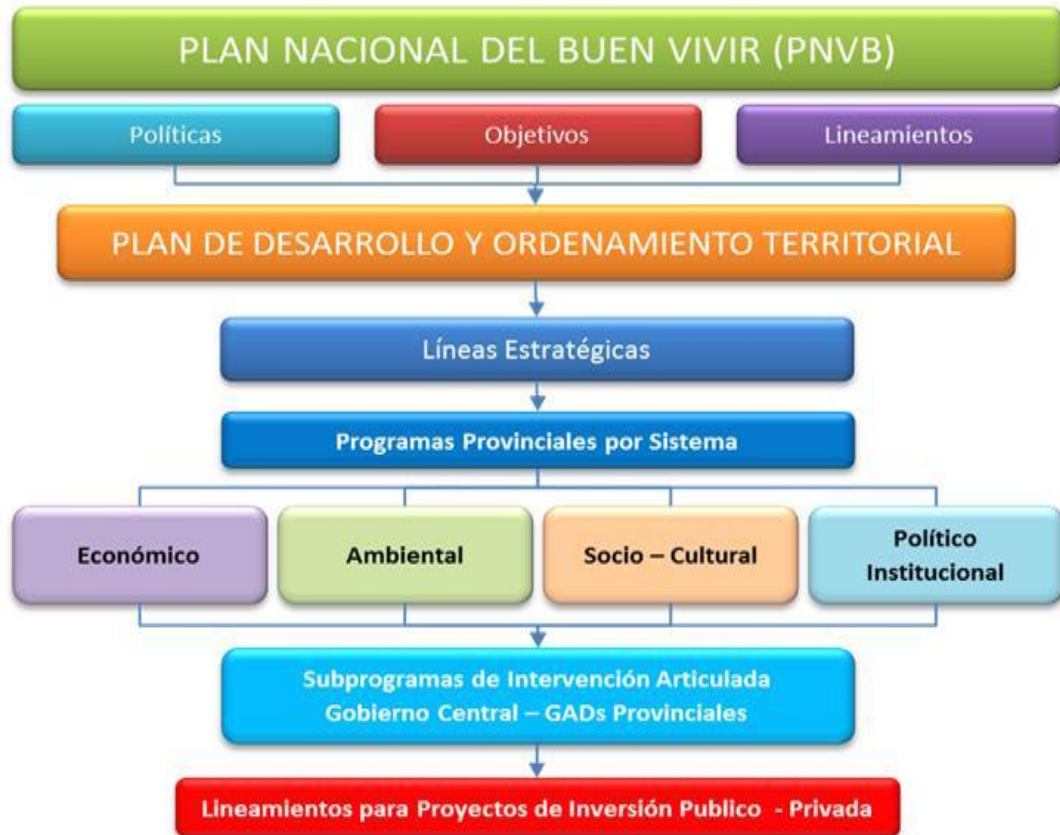 PLAN NACIONAL DEL BUEN VIVIR (PNVB)
Políticas
Objetivos
Lineamientos
PLAN DE DESARROLLO Y ORDENAMIENTO TERRITORIAL
Líneas Estratégicas
Programas Provinciales por Sistema
Económico
Ambiental
Socio – Cultural
Político
Institucional
Subprogramas de Intervención Articulada
Gobierno Central – GADs Provinciales
Lineamientos para Proyectos de Inversión Publico - Privada